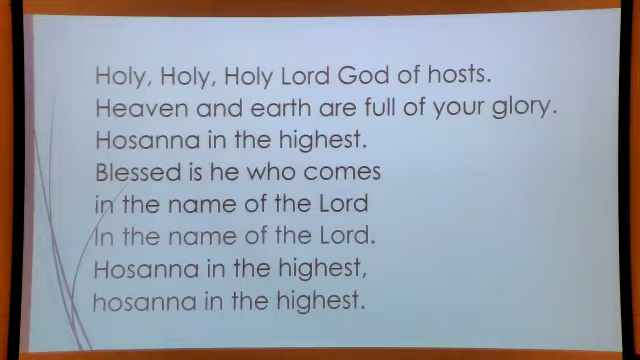 Holy, Holy, Holy Lord God of hosts.
Heaven and earth are full of your glory.
Hosanna in the highest.
Blessed is he who comes
in the name of the Lord
In the name of the Lord.
Hosanna in the highest,
hosanna in the highest.